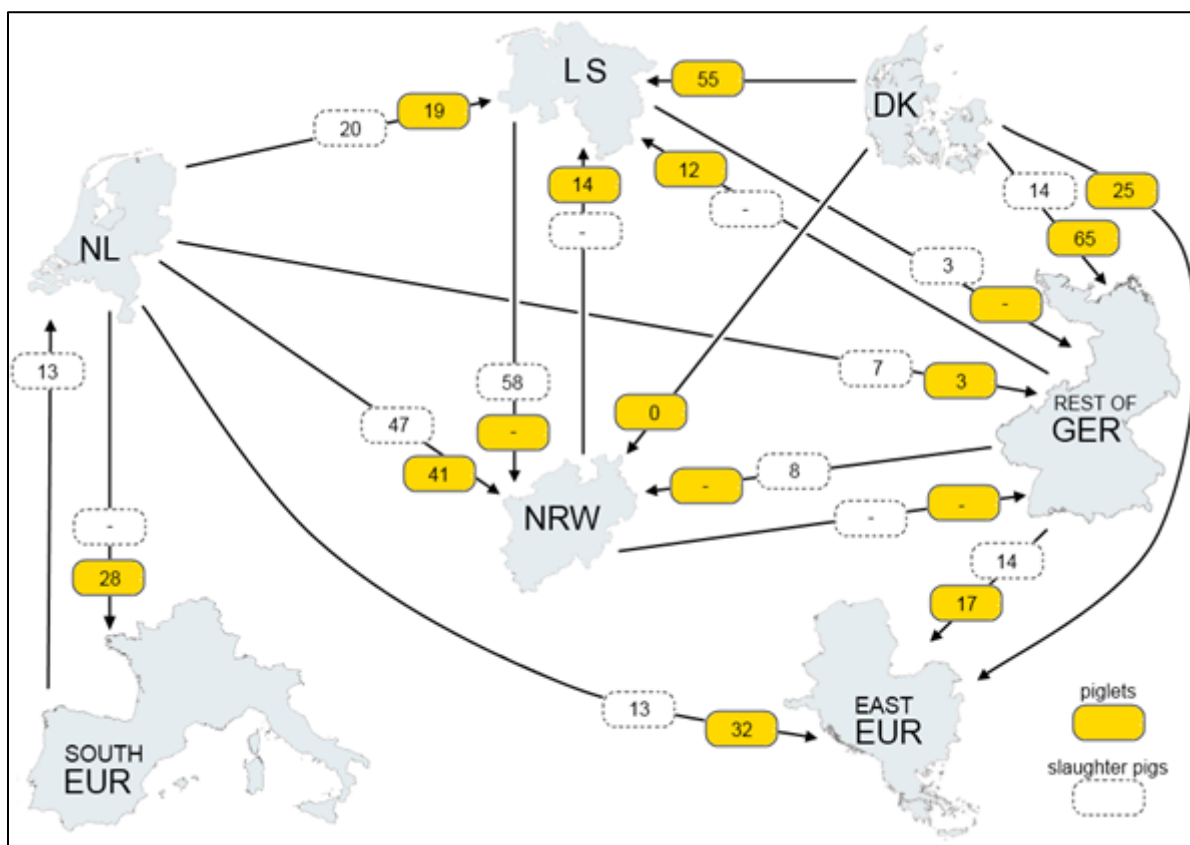 LS
55
DK
19
20
12
14
25
14
-
-
65
NL
3
-
13
7
3
58
0
REST OF
GER
47
-
41
8
-
-
-
NRW
-
14
28
17
13
32
EAST
EUR
SOUTH
EUR
piglets
slaughter pigs